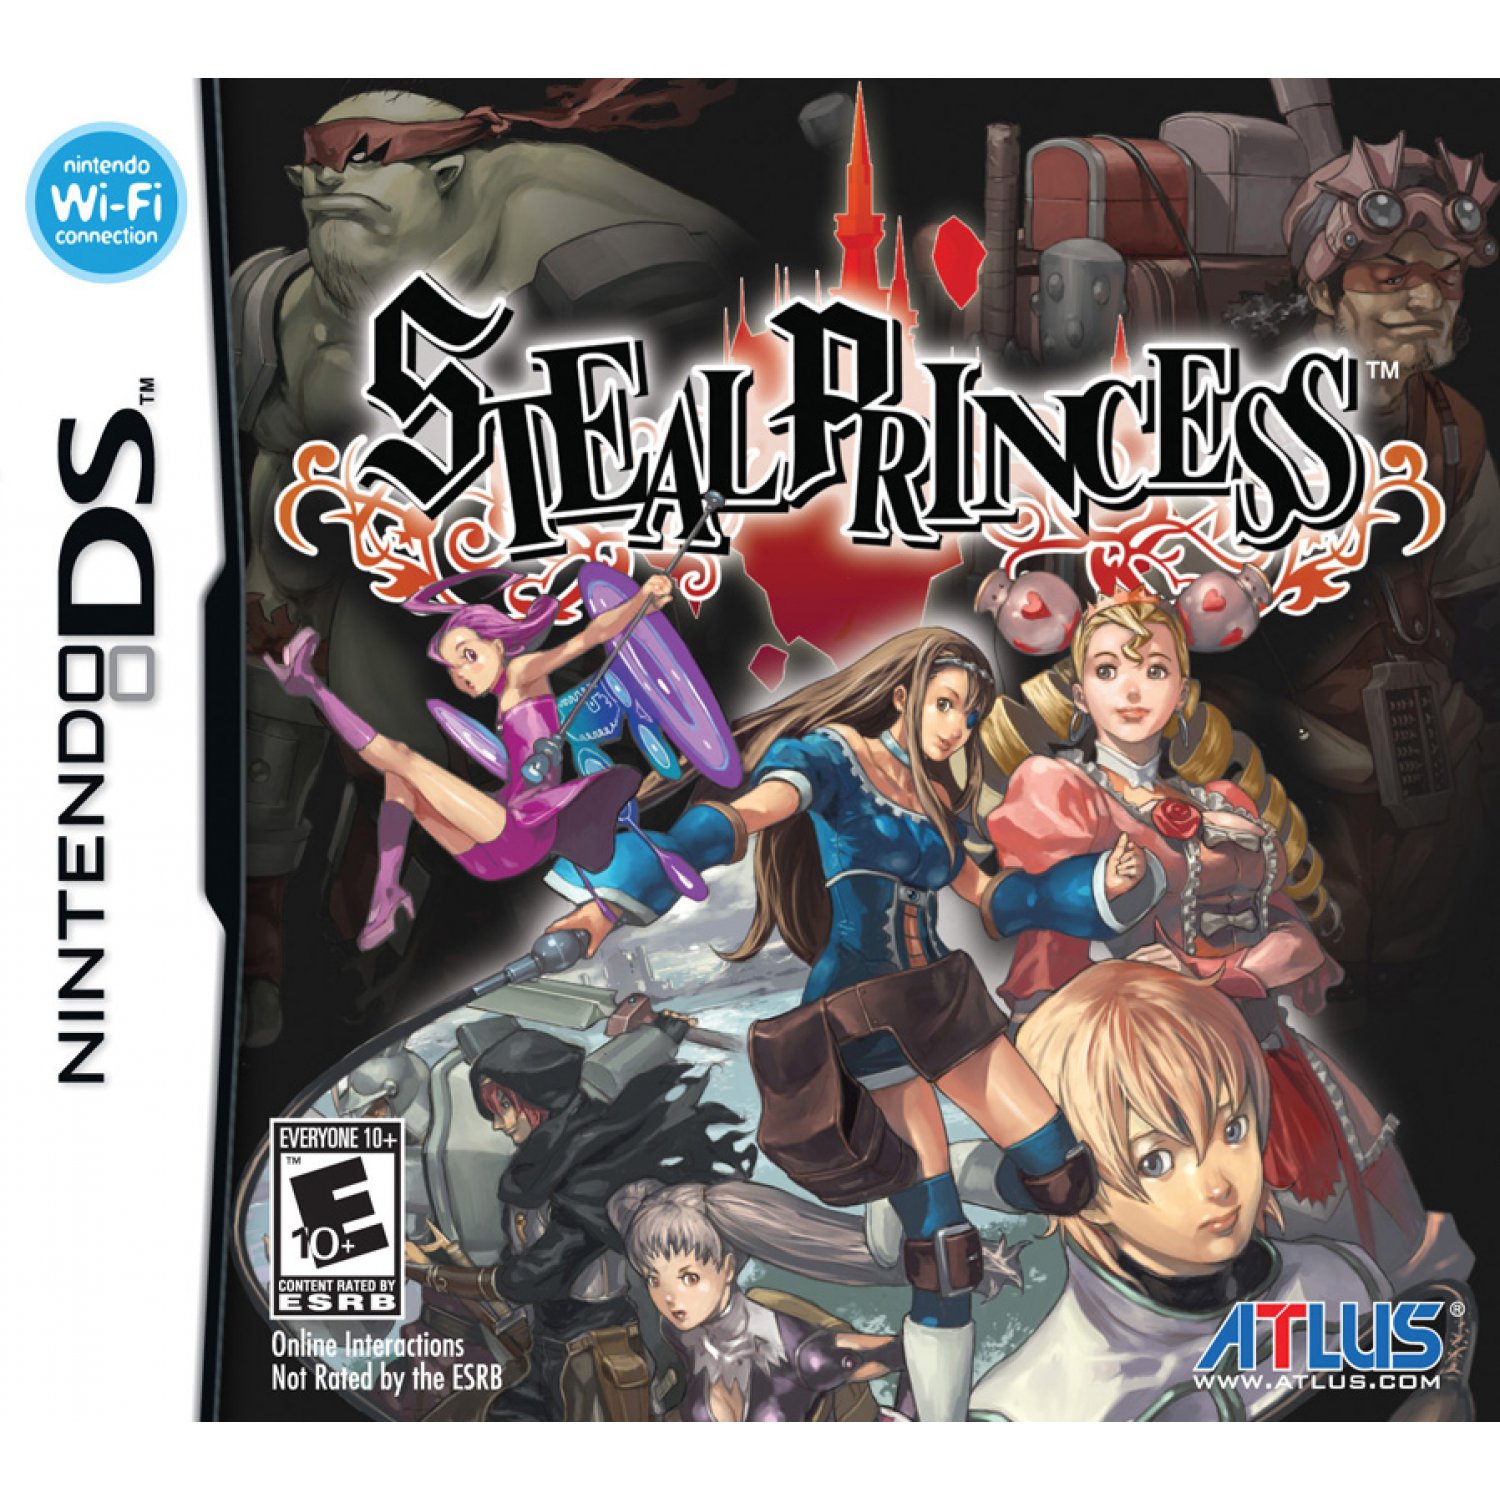 nintendo
Wi-Fi
connection
NINTENDO DS™
STEAL PRINCESS™
EVERYONE 10+
™
E
10+
CONTENT RATED BY
ESRB
Online Interactions
Not Rated by the ESRB
ATLUS®
WWW.ATLUS.COM